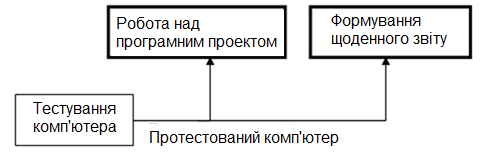 Робота над
програмним проектом
Формування
щоденного звіту
Тестування
комп'ютера
Протестований комп'ютер